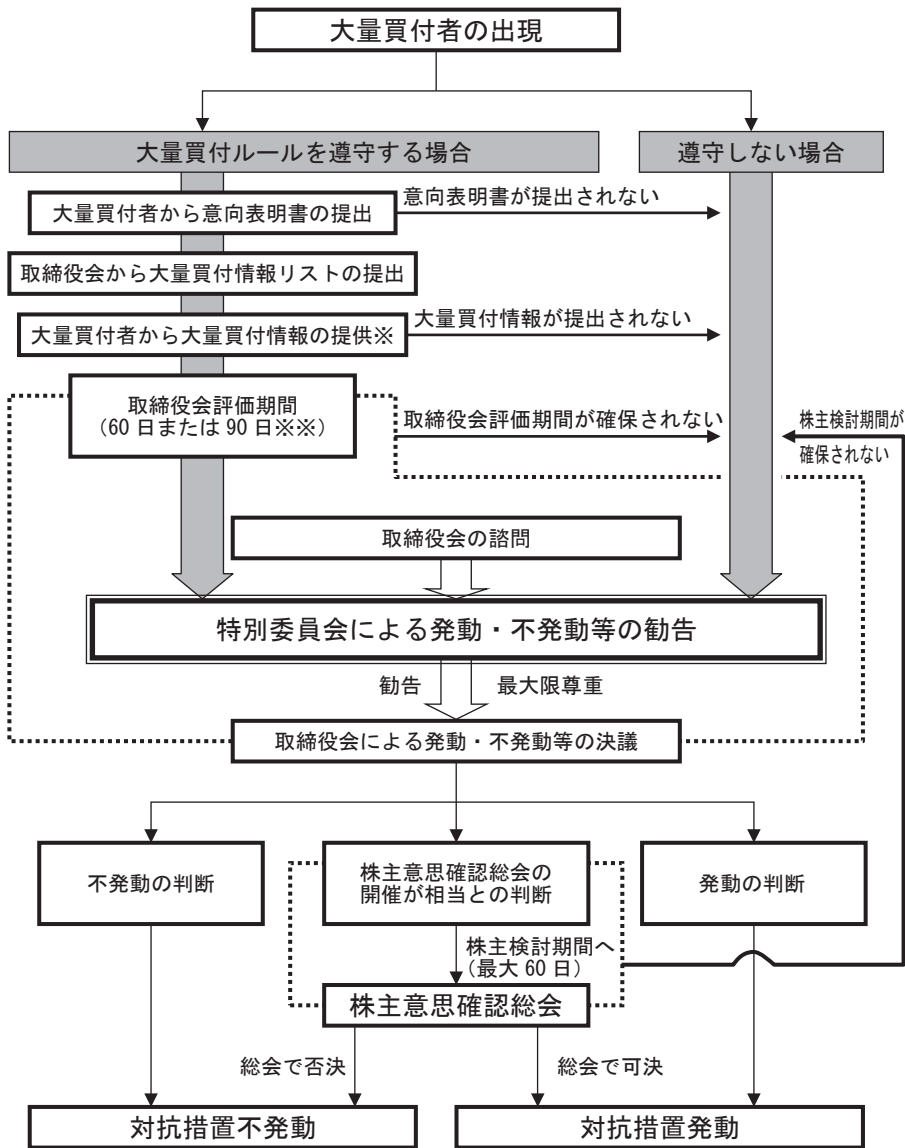 大量買付者の出現
大量買付ルールを遵守する場合
遵守しない場合
大量買付者から意向表明書の提出
意向表明書が提出されない
取締役会から大量買付情報リストの提出
大量買付者から大量買付情報の提供※
大量買付情報が提出されない
取締役会評価期間
（60 日または 90 日※※）
取締役会評価期間が確保されない
株主検討期間が
確保されない
取締役会の諮問
特別委員会による発動・不発動等の勧告
勧告
最大限尊重
取締役会による発動・不発動等の決議
不発動の判断
株主意思確認総会の
開催が相当との判断
発動の判断
株主検討期間へ
（最大 60 日）
株主意思確認総会
総会で否決
総会で可決
対抗措置不発動
対抗措置発動